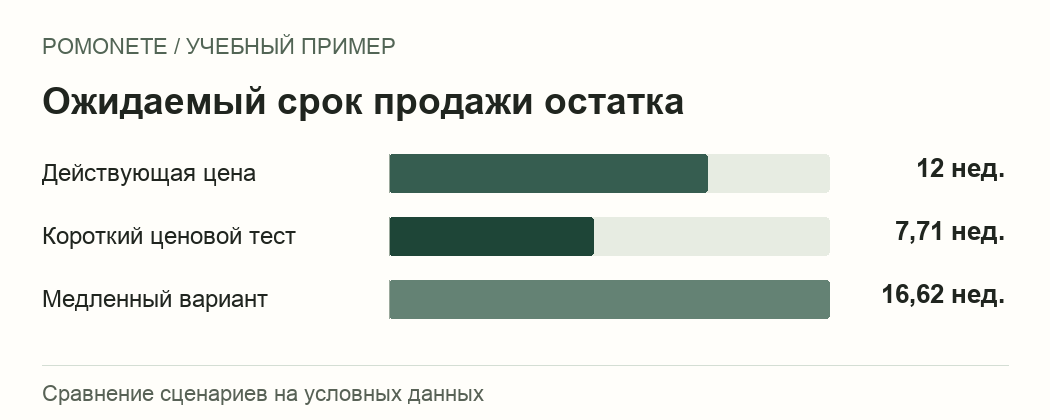 POMONETE / УЧЕБНЫЙ ПРИМЕР
Ожидаемый срок продажи остатка
Действующая цена 12 нед.
Короткий ценовой тест 7,71 нед.
Медленный вариант 16,62 нед.
Сравнение сценариев на условных данных